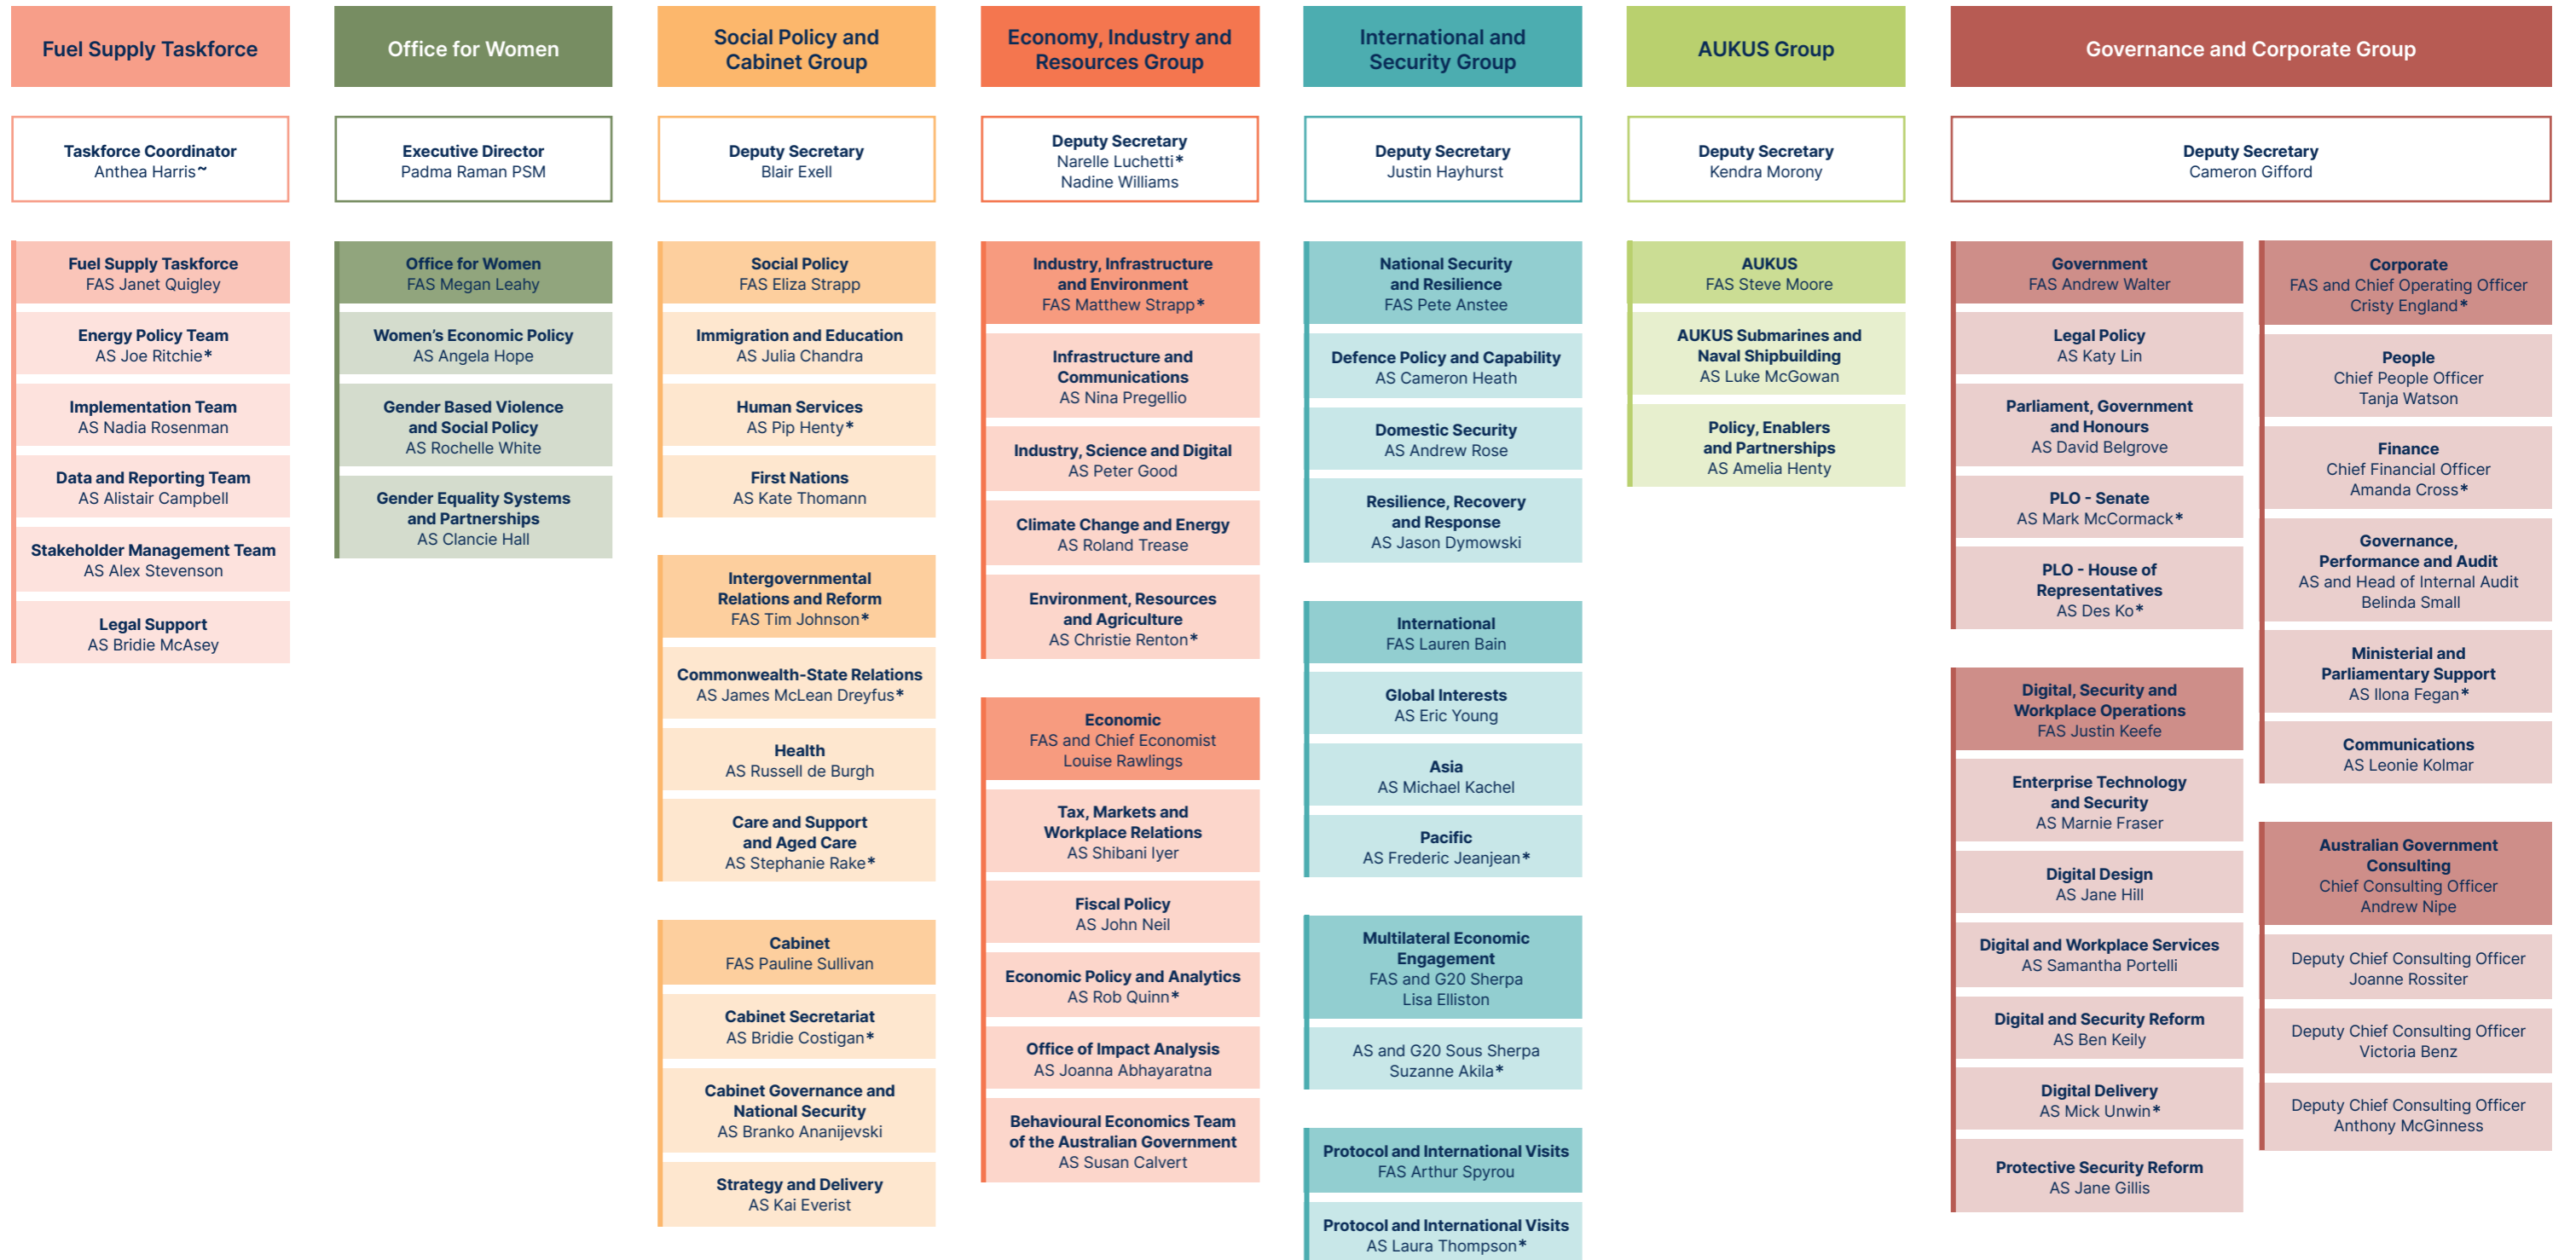 Fuel Supply Taskforce
Taskforce Coordinator
Anthea Harris~
Fuel Supply Taskforce
FAS Janet Quigley
Energy Policy Team
AS Joe Ritchie*
Implementation Team
AS Nadia Rosenman
Data and Reporting Team
AS Alistair Campbell
Stakeholder Management Team
AS Alex Stevenson
Legal Support
AS Bridie McAsey
Office for Women
Executive Director
Padma Raman PSM
Office for Women
FAS Megan Leahy
Women's Economic Policy
AS Angela Hope
Gender Based Violence
and Social Policy
AS Rochelle White
Gender Equality Systems
and Partnerships
AS Clancie Hall
Social Policy and
Cabinet Group
Deputy Secretary
Blair Exell
Social Policy
FAS Eliza Strapp
Immigration and Education
AS Julia Chandra
Human Services
AS Pip Henty*
First Nations
AS Kate Thomann
Intergovernmental
Relations and Reform
FAS Tim Johnson*
Commonwealth-State Relations
AS James McLean Dreyfus*
Health
AS Russell de Burgh
Care and Support
and Aged Care
AS Stephanie Rake*
Cabinet
FAS Pauline Sullivan
Cabinet Secretariat
AS Bridie Costigan*
Cabinet Governance and
National Security
AS Branko Ananijevski
Strategy and Delivery
AS Kai Everist
Economy, Industry and
Resources Group
Deputy Secretary
Narelle Luchetti*
Nadine Williams
Industry, Infrastructure
and Environment
FAS Matthew Strapp*
Infrastructure and
Communications
AS Nina Pregellio
Industry, Science and Digital
AS Peter Good
Climate Change and Energy
AS Roland Trease
Environment, Resources
and Agriculture
AS Christie Renton*
Economic
FAS and Chief Economist
Louise Rawlings
Tax, Markets and
Workplace Relations
AS Shibani Iyer
Fiscal Policy
AS John Neil
Economic Policy and Analytics
AS Rob Quinn*
Office of Impact Analysis
AS Joanna Abhayaratna
Behavioural Economics Team
of the Australian Government
AS Susan Calvert
International and
Security Group
Deputy Secretary
Justin Hayhurst
National Security
and Resilience
FAS Pete Anstee
Defence Policy and Capability
AS Cameron Heath
Domestic Security
AS Andrew Rose
Resilience, Recovery
and Response
AS Jason Dymowski
International
FAS Lauren Bain
Global Interests
AS Eric Young
Asia
AS Michael Kachel
Pacific
AS Frederic Jeanjean*
Multilateral Economic
Engagement
FAS and G20 Sherpa
Lisa Elliston
AS and G20 Sous Sherpa
Suzanne Akila*
Protocol and International Visits
FAS Arthur Spyrou
Protocol and International Visits
AS Laura Thompson*
AUKUS Group
Deputy Secretary
Kendra Morony
AUKUS
FAS Steve Moore
AUKUS Submarines and
Naval Shipbuilding
AS Luke McGowan
Policy, Enablers
and Partnerships
AS Amelia Henty
Governance and Corporate Group
Deputy Secretary
Cameron Gifford
Government
FAS Andrew Walter
Legal Policy
AS Katy Lin
Parliament, Government
and Honours
AS David Belgrove
PLO - Senate
AS Mark McCormack*
PLO - House of
Representatives
AS Des Ko*
Digital, Security and
Workplace Operations
FAS Justin Keefe
Enterprise Technology
and Security
AS Marnie Fraser
Digital Design
AS Jane Hill
Digital and Workplace Services
AS Samantha Portelli
Digital and Security Reform
AS Ben Keily
Digital Delivery
AS Mick Unwin*
Protective Security Reform
AS Jane Gillis
Corporate
FAS and Chief Operating Officer
Cristy England*
People
Chief People Officer
Tanja Watson
Finance
Chief Financial Officer
Amanda Cross*
Governance,
Performance and Audit
AS and Head of Internal Audit
Belinda Small
Ministerial and
Parliamentary Support
AS Ilona Fegan*
Communications
AS Leonie Kolmar
Australian Government
Consulting
Chief Consulting Officer
Andrew Nipe
Deputy Chief Consulting Officer
Joanne Rossiter
Deputy Chief Consulting Officer
Victoria Benz
Deputy Chief Consulting Officer
Anthony McGinness